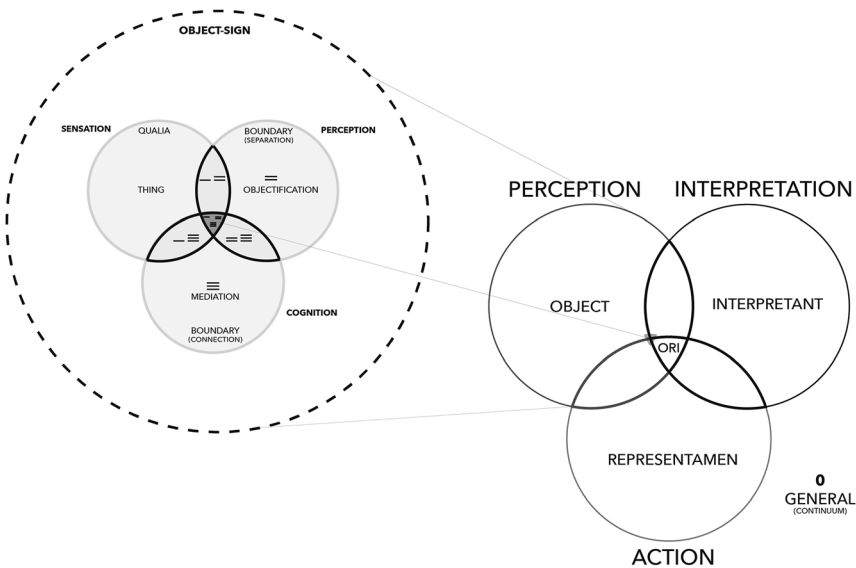 OBJECT-SIGN
SENSATION
QUALIA
BOUNDARY
(SEPARATION)
PERCEPTION
THING
OBJECTIFICATION
MEDIATION
COGNITION
BOUNDARY
(CONNECTION)
PERCEPTION
INTERPRETATION
OBJECT
INTERPRETANT
ORI
REPRESENTAMEN
0
GENERAL
(CONTINUUM)
ACTION